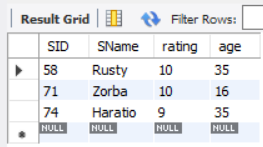 Result Grid Filter Rows:
SID SName rating age
58 Rusty 10 35
71 Zorba 10 16
74 Haratio 9 35
NULL NULL NULL NULL